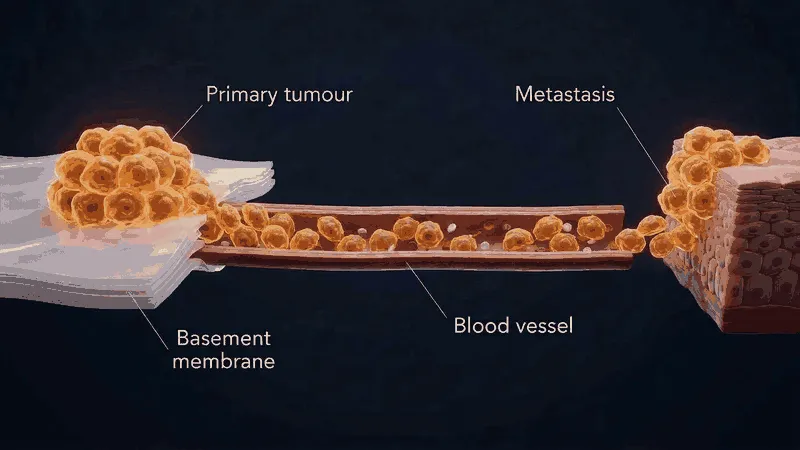 Primary tumour
Metastasis
Blood vessel
Basement
membrane